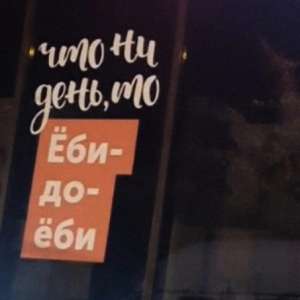 что ни
день, то
Ёби-
до-
ёби